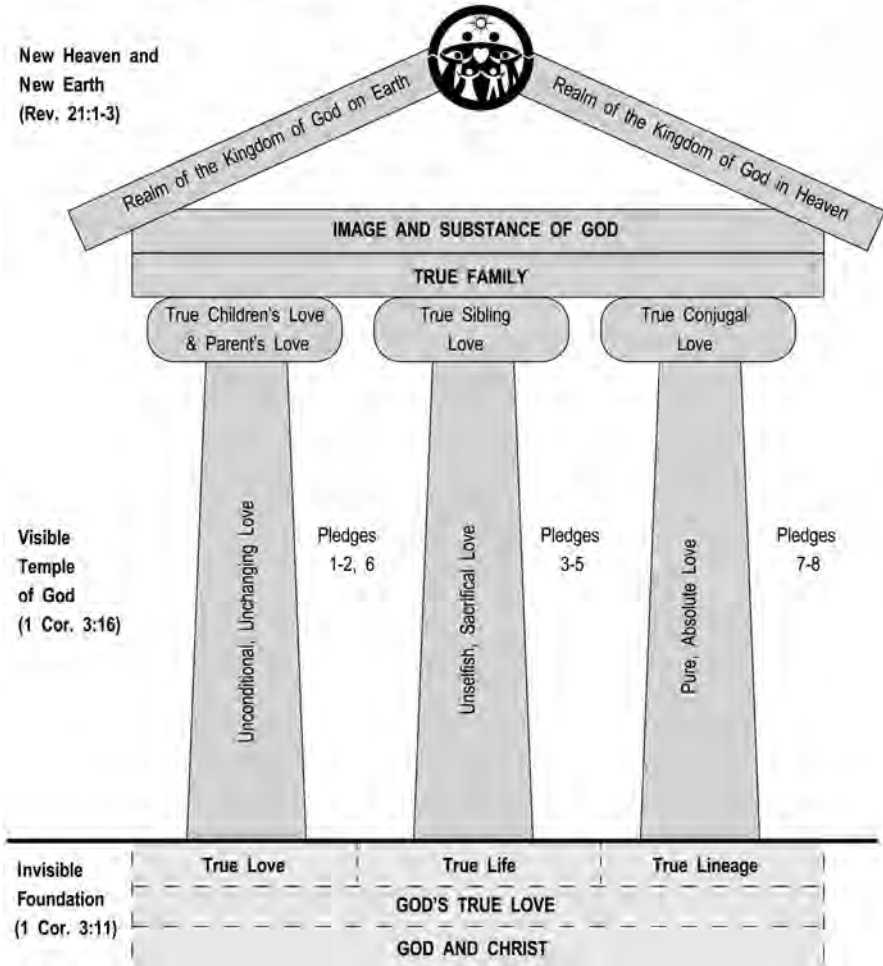 New Heaven and
New Earth
(Rev. 21:1-3)
Realm of the Kingdom of God on Earth
Realm of the Kingdom of God in Heaven
IMAGE AND SUBSTANCE OF GOD
TRUE FAMILY
True Children's Love
& Parent's Love
True Sibling
Love
True Conjugal
Love
Visible
Temple
of God
(1 Cor. 3:16)
Unconditional, Unchanging Love
Pledges
1-2, 6
Unselfish, Sacrifical Love
Pledges
3-5
Pure, Absolute Love
Pledges
7-8
Invisible
Foundation
(1 Cor. 3:11)
True Love
True Life
True Lineage
GOD'S TRUE LOVE
GOD AND CHRIST